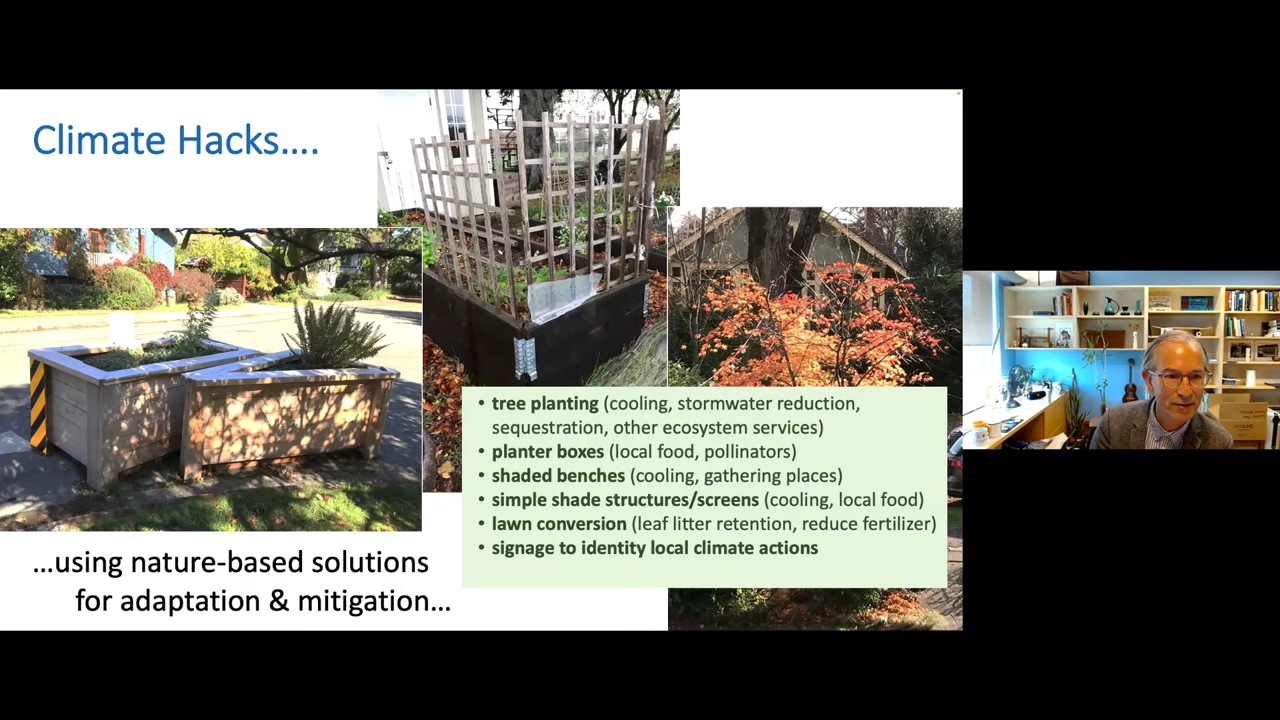 Climate Hacks....
• tree planting (cooling, stormwater reduction,
sequestration, other ecosystem services)
• planter boxes (local food, pollinators)
• shaded benches (cooling, gathering places)
• simple shade structures/screens (cooling, local food)
• lawn conversion (leaf litter retention, reduce fertilizer)
• signage to identity local climate actions
...using nature-based solutions
for adaptation & mitigation...